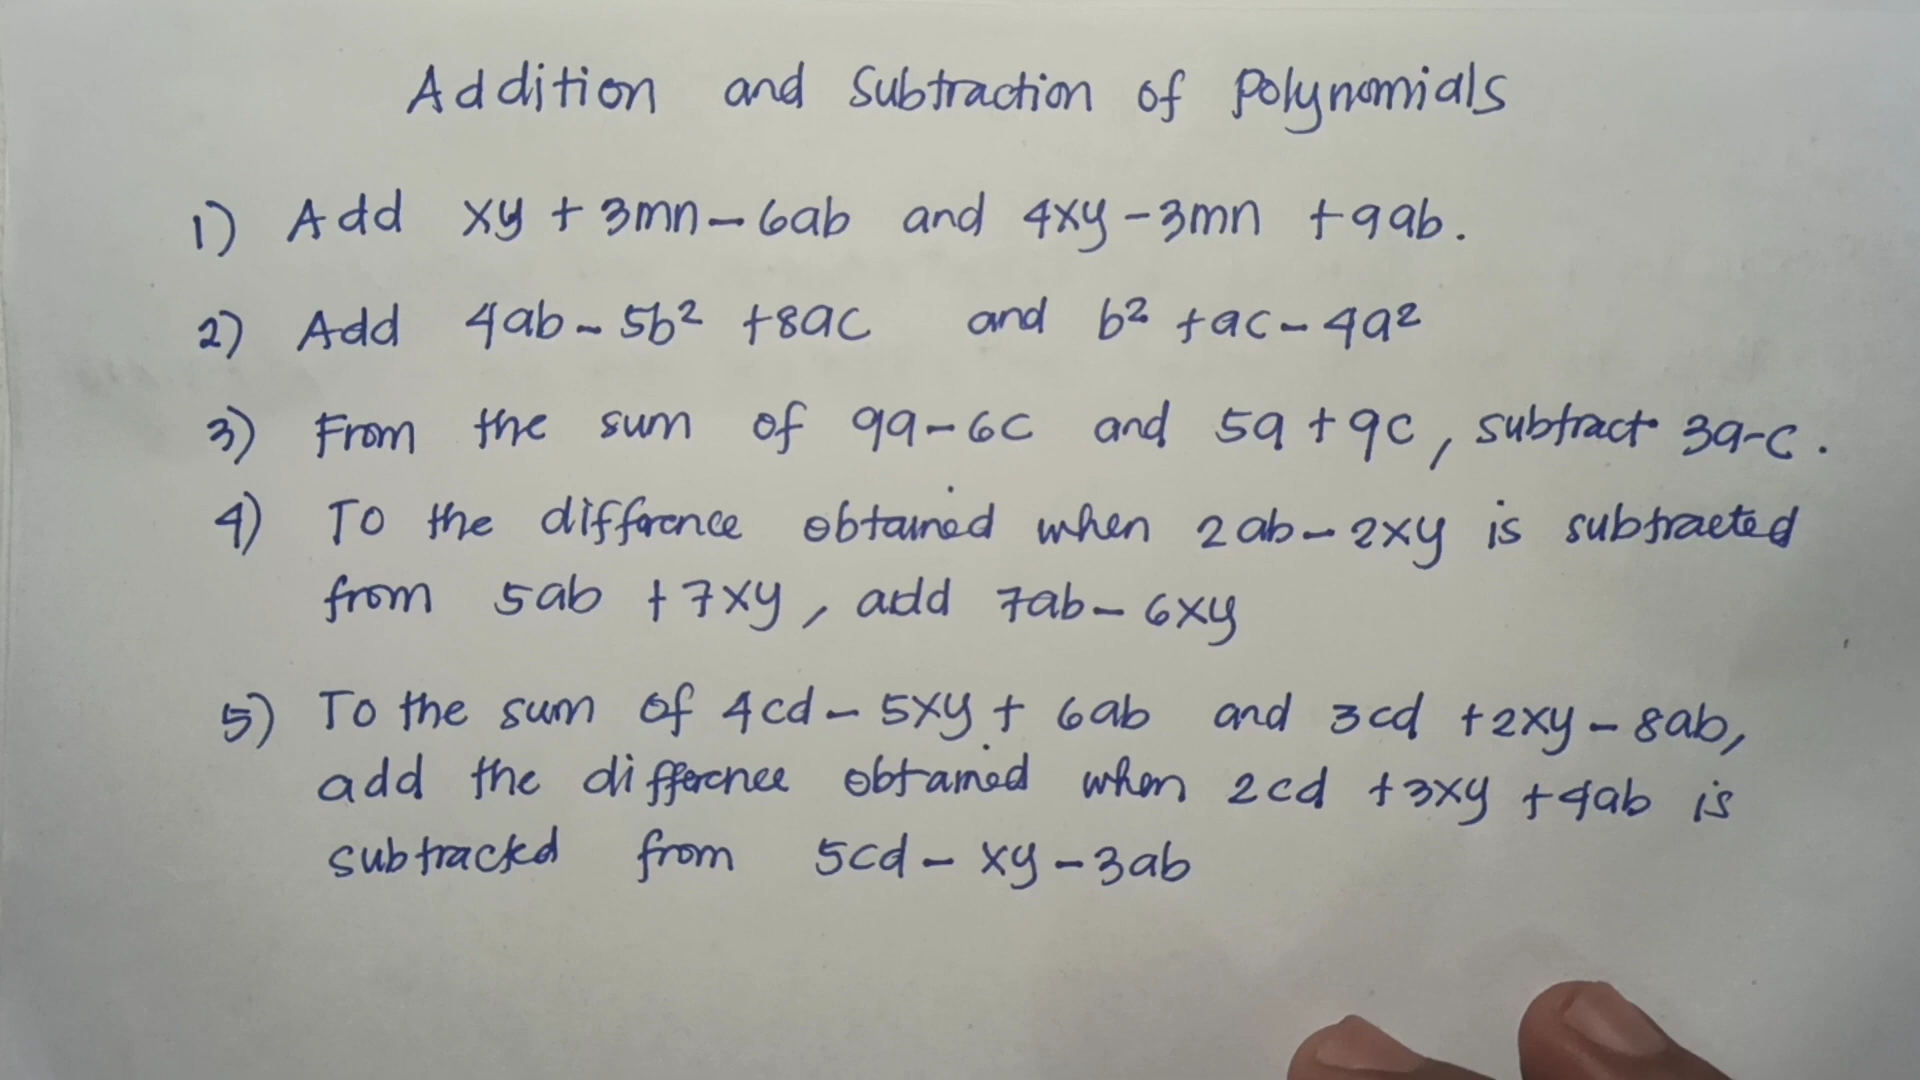 Addition and Subtraction of Polynomials
1) Add xy + 3mn - 6ab and 4xy - 3mn + 9ab.
2) Add 4ab - 5b² + 8ac and b² + ac - 4a²
3) From the sum of 9a - 6c and 5a + 9c, subtract 3a - c.
4) To the difference obtained when 2ab - 2xy is subtracted
from 5ab + 7xy, add 7ab - 6xy
5) To the sum of 4cd - 5xy + 6ab and 3cd + 2xy - 8ab,
add the difference obtained when 2cd + 3xy + 4ab is
subtracted from 5cd - xy - 3ab